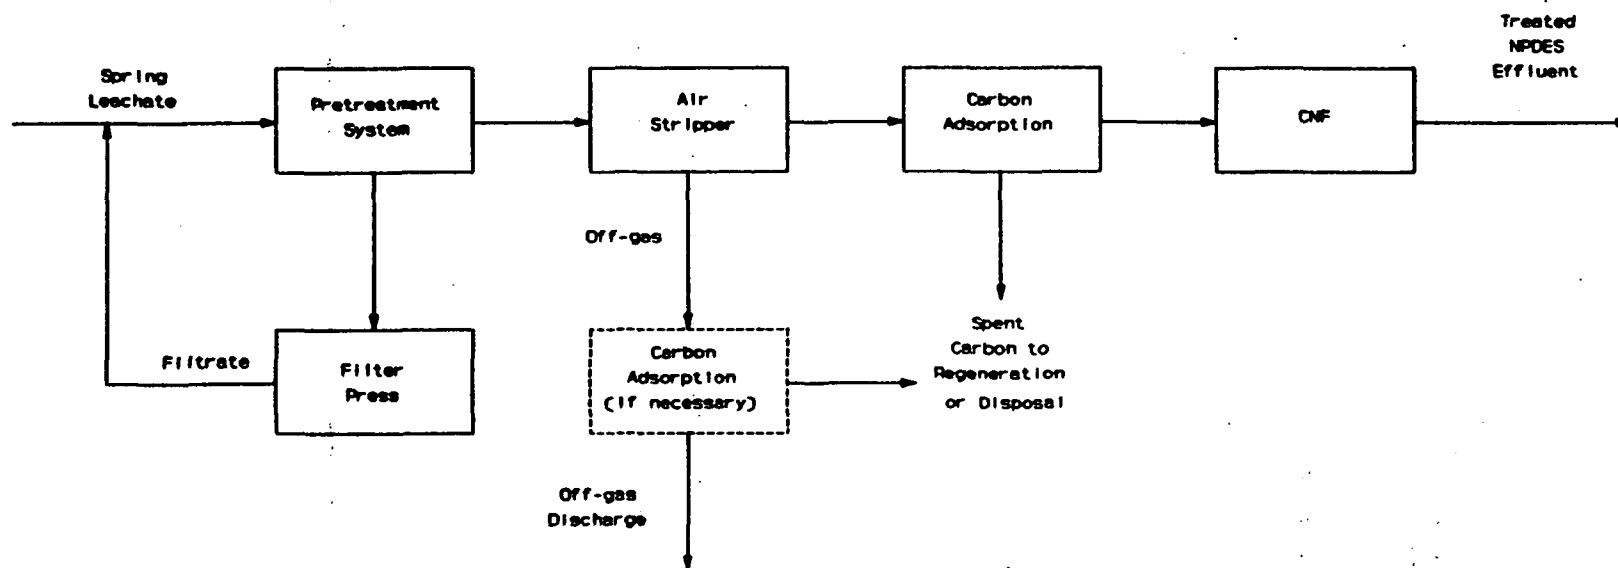 Treated
NPDES
Effluent
Spring
Leachate
Pretreatment
System
Air
Stripper
Carbon
Adsorption
CNF
Off-gas
Filtrate
Filter
Press
Carbon
Adsorption
(if necessary)
Spent
Carbon to
Regeneration
or Disposal
Off-gas
Discharge